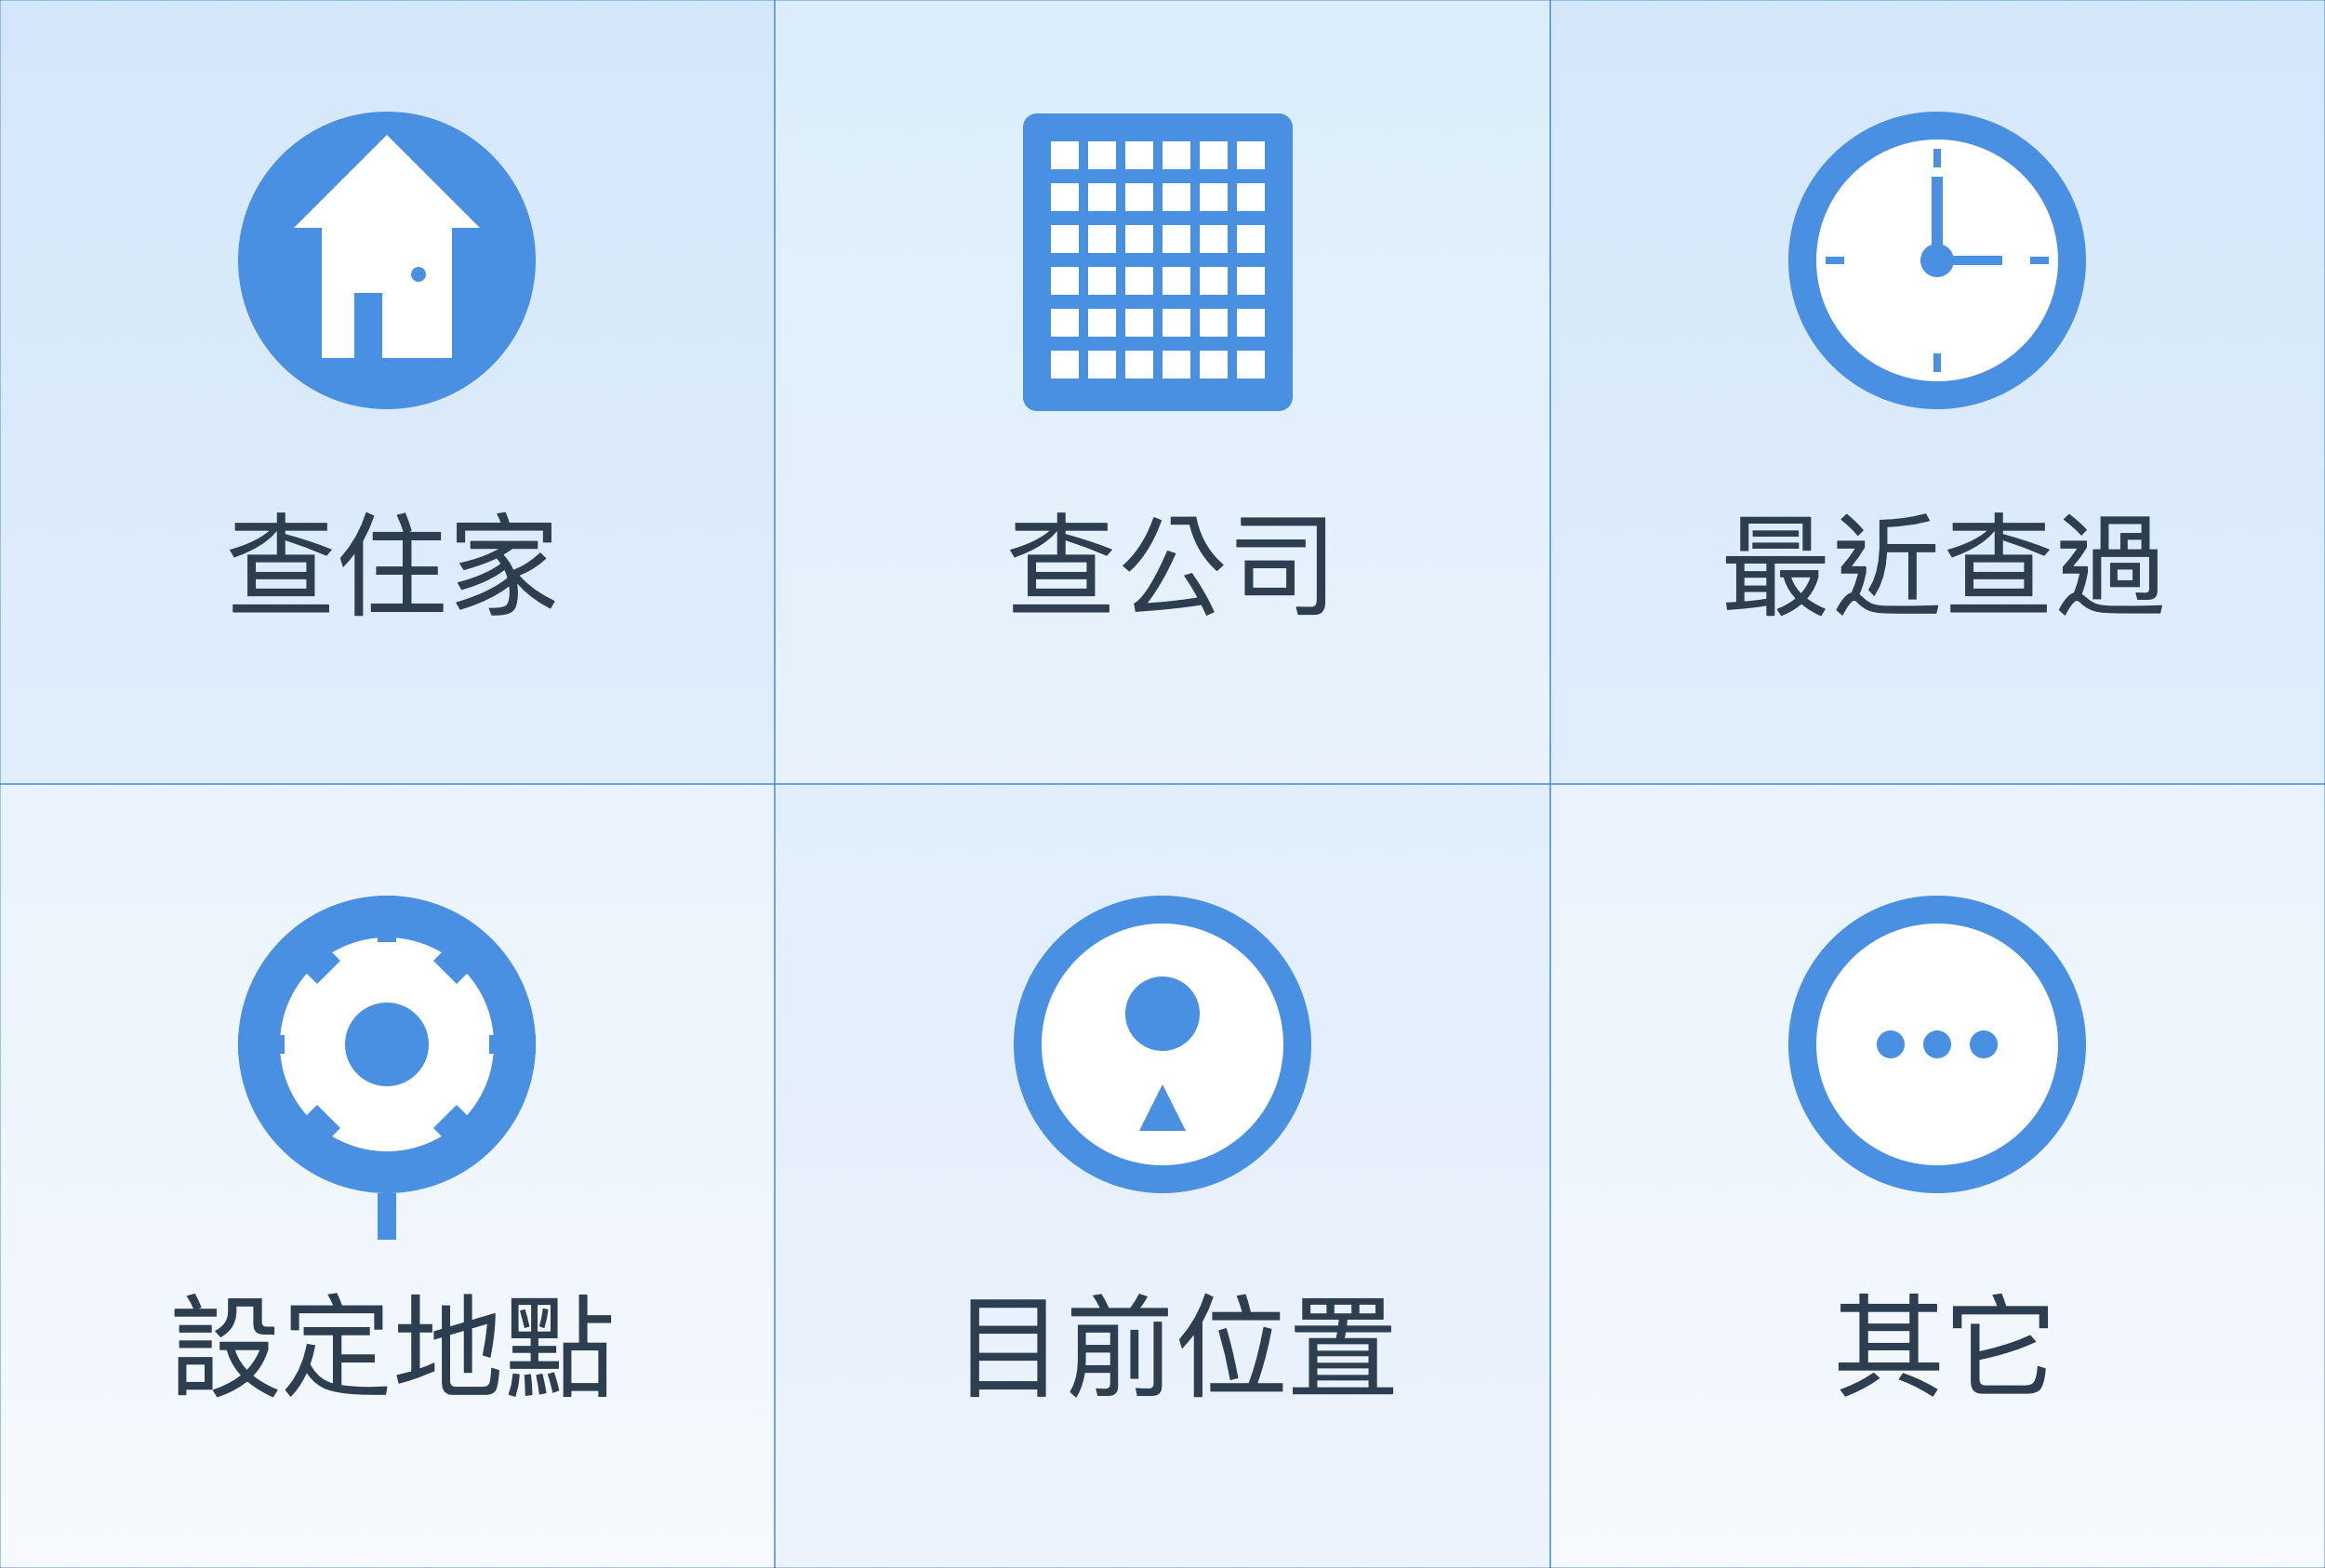 查住家
查公司
最近查過
設定地點
目前位置
其它